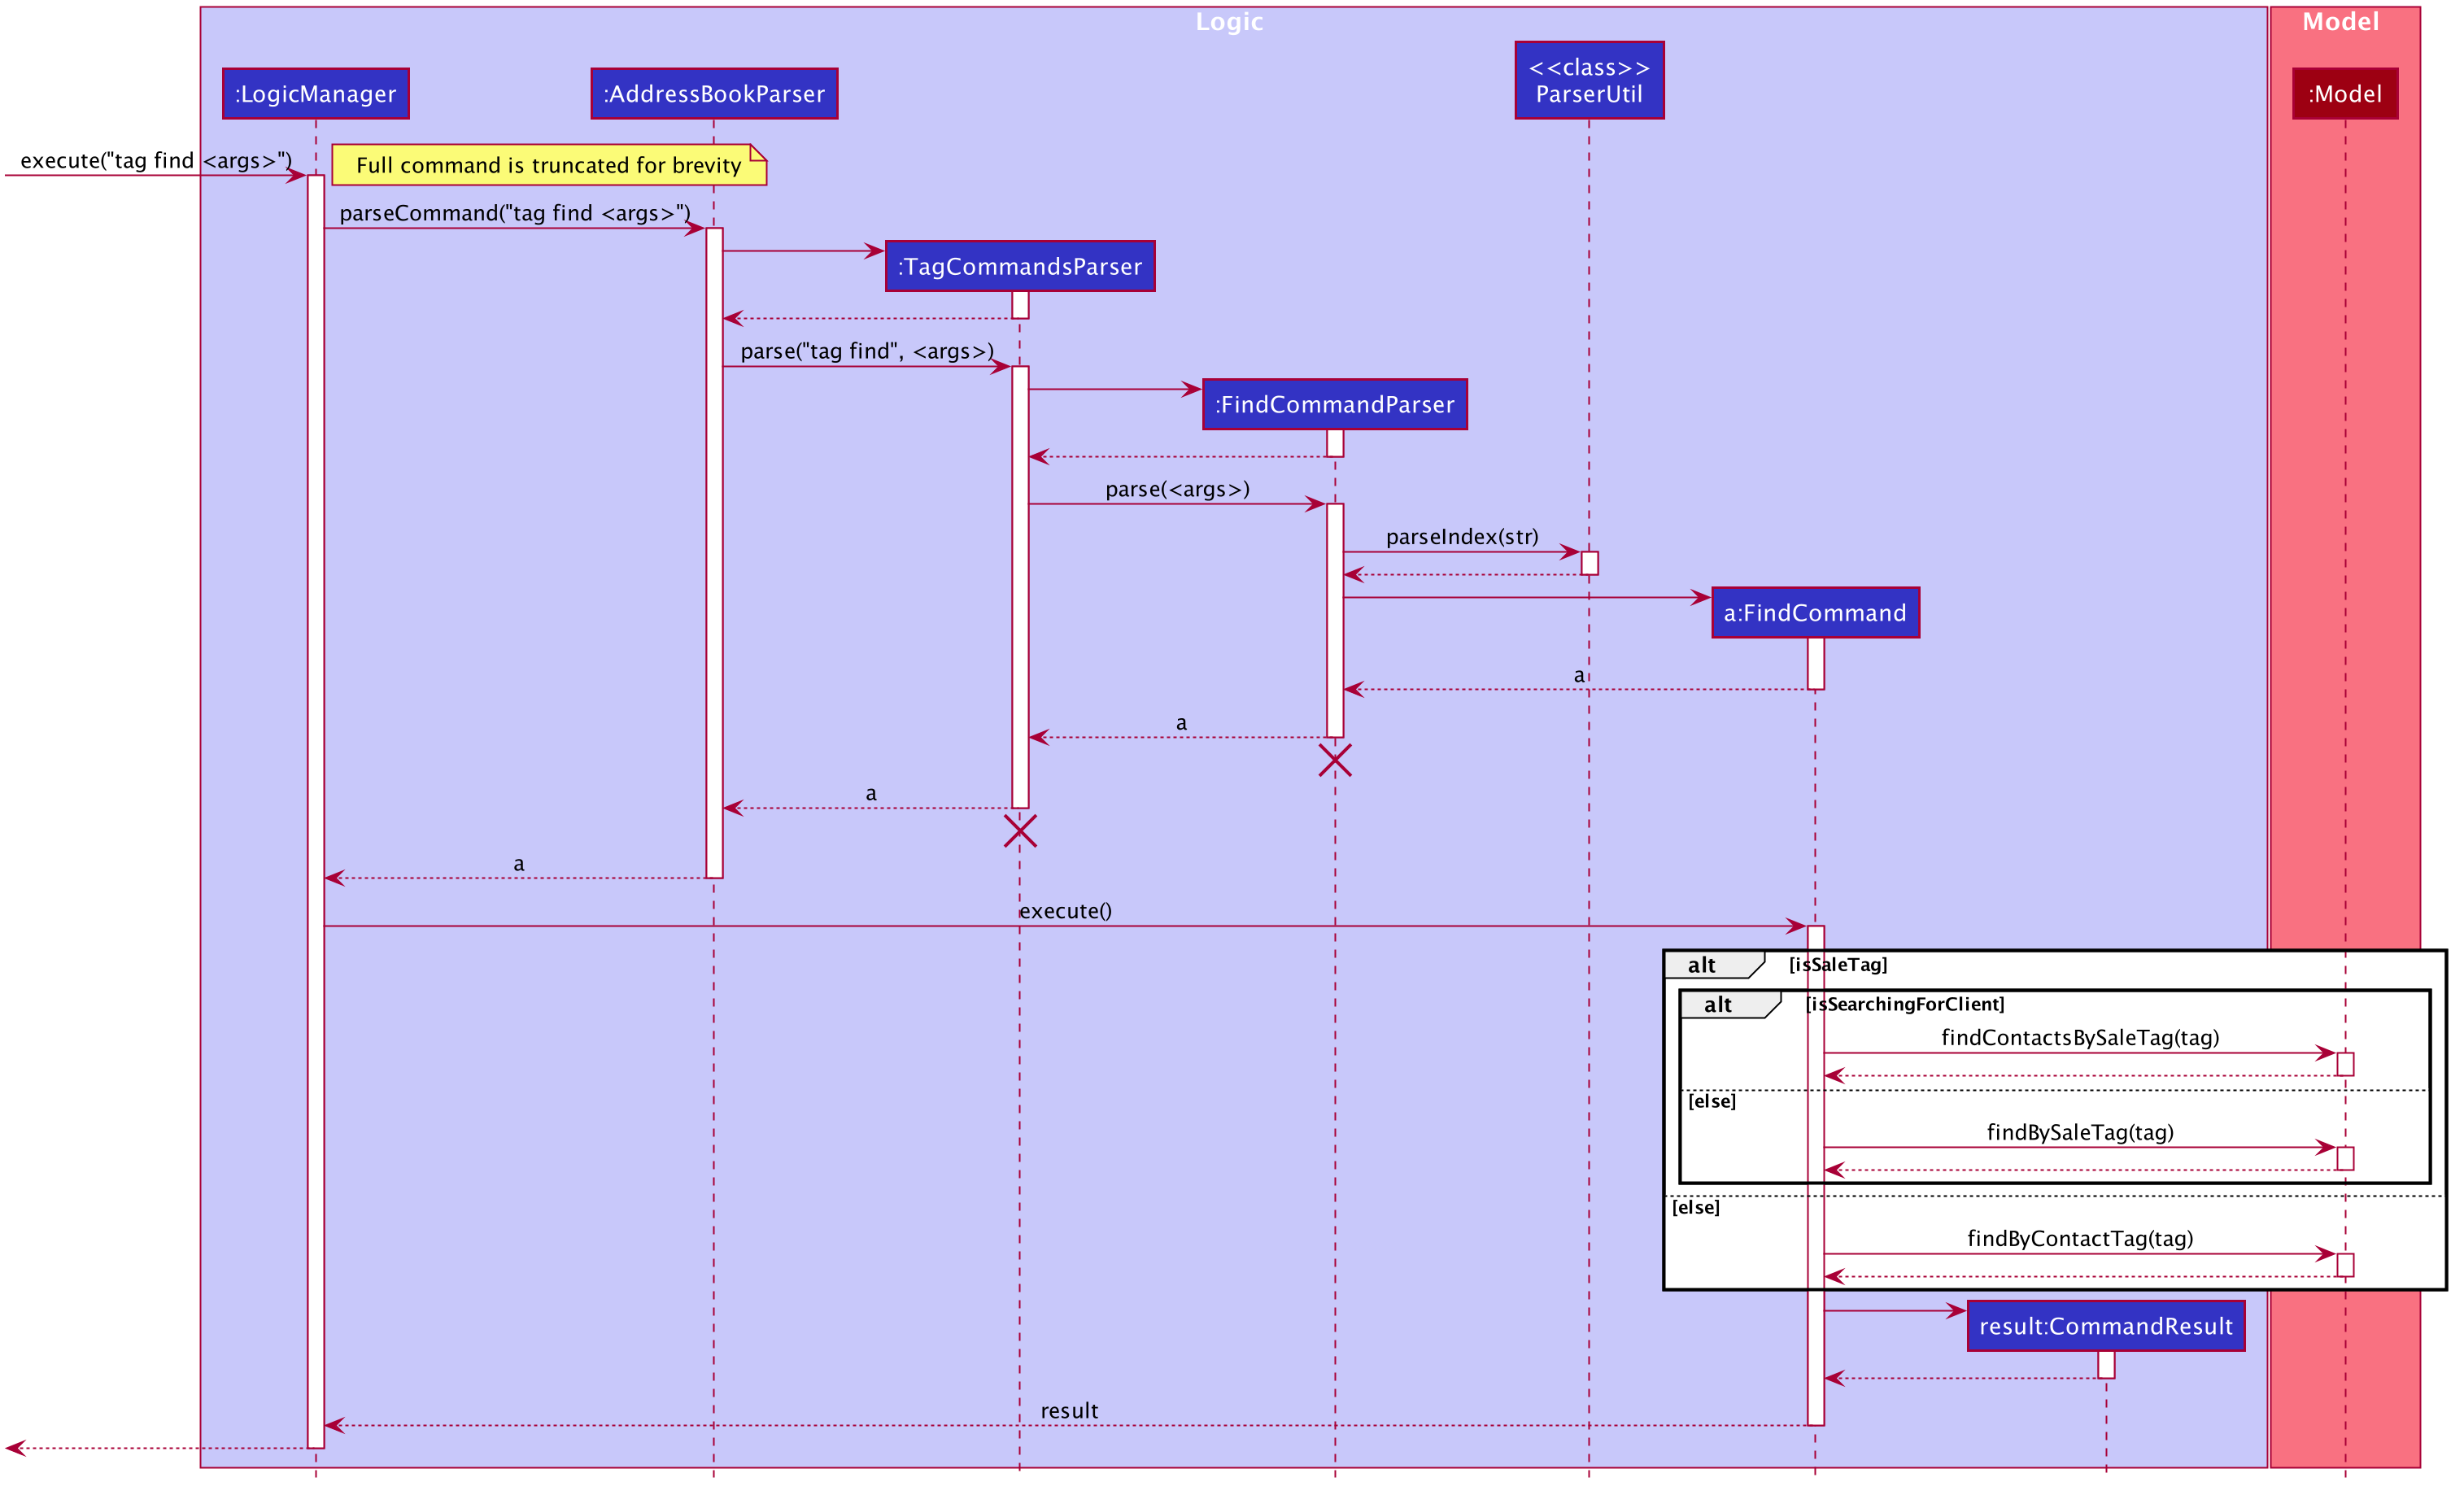 Logic
Model
<<class>>
ParserUtil
:LogicManager
:AddressBookParser
:Model
execute("tag find <args>")
Full command is truncated for brevity
parseCommand("tag find <args>")
:TagCommandsParser
parse("tag find", <args>)
:FindCommandParser
parse(<args>)
parseIndex(str)
a:FindCommand
a
a
a
a
execute()
alt [isSaleTag]
alt [isSearchingForClient]
findContactsBySaleTag(tag)
[else]
findBySaleTag(tag)
[else]
findByContactTag(tag)
result:CommandResult
result